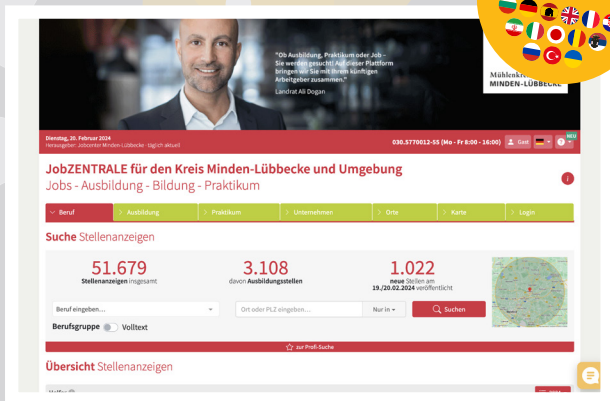 "Ob Ausbildung, Praktikum oder Job –
Sie werden gesucht! Auf dieser Plattform
bringen wir Sie mit Ihrem künftigen
Arbeitgeber zusammen."
Landrat Ali Dogan
MINDEN-LÜBBECKE
Dienstag, 20. Februar 2024
Herausgeber: Jobcenter Minden-Lübbecke - täglich aktuell
030.5770012-55 (Mo - Fr 8:00 - 16:00)
Gast
NEU
JobZENTRALE für den Kreis Minden-Lübbecke und Umgebung
Jobs - Ausbildung - Bildung - Praktikum
Beruf
Ausbildung
Praktikum
Unternehmen
Orte
Karte
Login
Suche Stellenanzeigen
51.679
Stellenanzeigen insgesamt
3.108
davon Ausbildungsstellen
1.022
neue Stellen am
19./20.02.2024 veröffentlicht
Beruf eingeben...
Ort oder PLZ eingeben...
Nur in
Suchen
Berufsgruppe
Volltext
zur Profi-Suche
Übersicht Stellenanzeigen